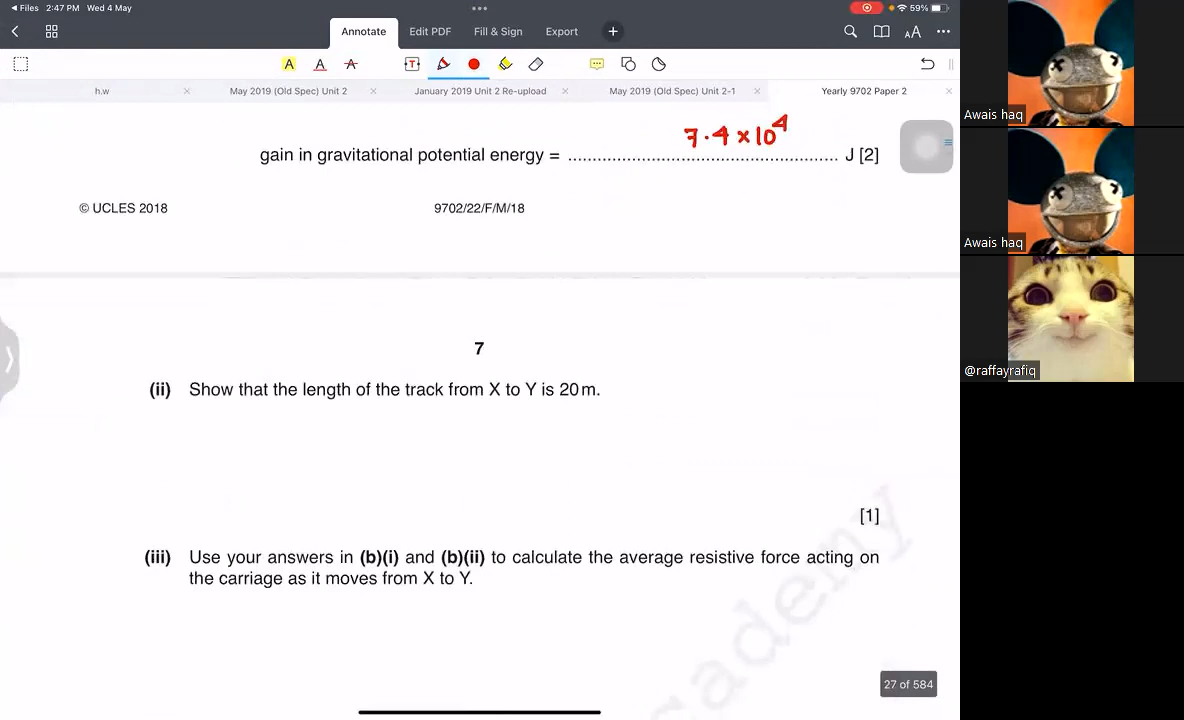 Files 2:47 PM Wed 4 May 59%
Annotate Edit PDF Fill & Sign Export +
AA
A A A T
h.w May 2019 (Old Spec) Unit 2 January 2019 Unit 2 Re-upload May 2019 (Old Spec) Unit 2-1 Yearly 9702 Paper 2
7.4 × 10⁴
gain in gravitational potential energy = ............................................... J [2]
© UCLES 2018 9702/22/F/M/18
7
(ii) Show that the length of the track from X to Y is 20 m.
[1]
(iii) Use your answers in (b)(i) and (b)(ii) to calculate the average resistive force acting on
the carriage as it moves from X to Y.
cademy
27 of 584
Awais haq
Awais haq
@raffayrafiq